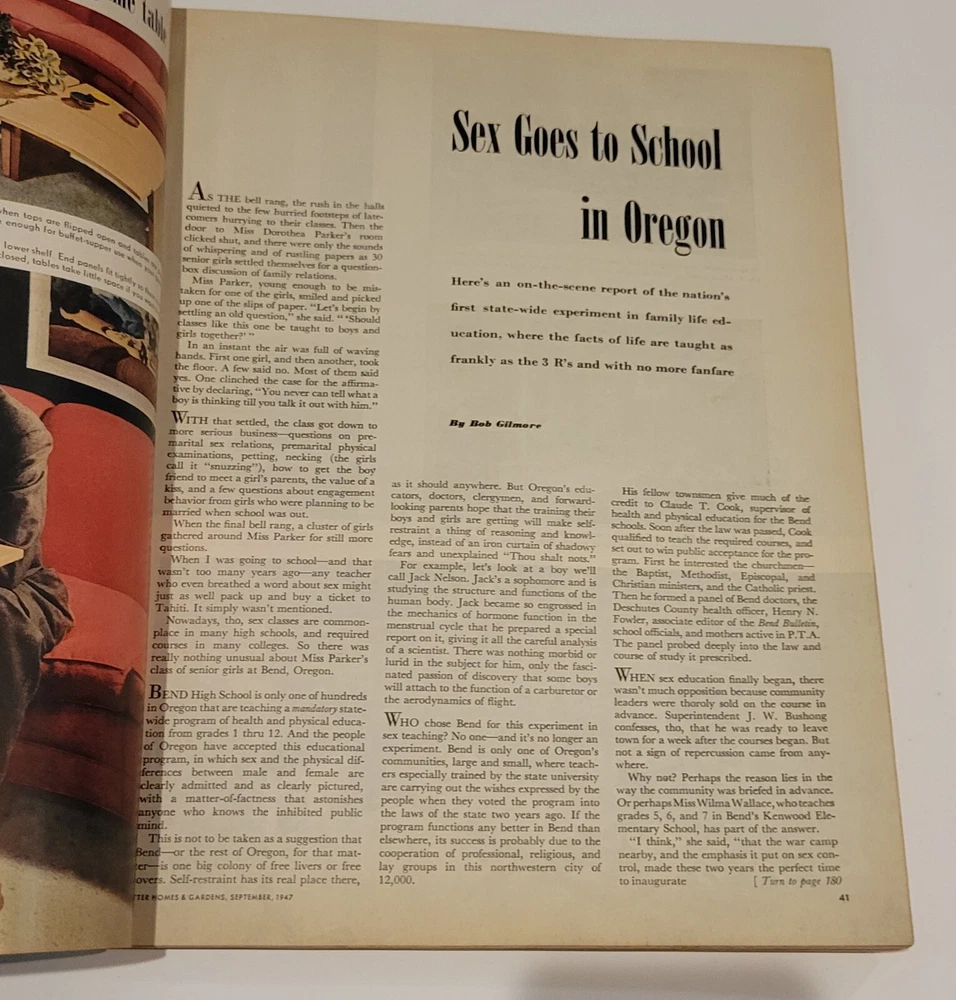 me table
when tops are flipped open and tables
enough for buffet-supper use when
lower shelf. End panels fit tightly to
closed, tables take little space if you
Sex Goes to School
in Oregon
Here's an on-the-scene report of the nation's
first state-wide experiment in family life ed-
ucation, where the facts of life are taught as
frankly as the 3 R's and with no more fanfare
By Bob Gilmore
As THE bell rang, the rush in the halls
quieted to the few hurried footsteps of late-
comers hurrying to their classes. Then the
door to Miss Dorothea Parker's room
clicked shut, and there were only the sounds
of whispering and of rustling papers as 30
senior girls settled themselves for a question-
box discussion of family relations.
Miss Parker, young enough to be mis-
taken for one of the girls, smiled and picked
up one of the slips of paper. "Let's begin by
settling an old question," she said. " 'Should
classes like this one be taught to boys and
girls together?' "
In an instant the air was full of waving
hands. First one girl, and then another, took
the floor. A few said no. Most of them said
yes. One clinched the case for the affirma-
tive by declaring, "You never can tell what a
boy is thinking till you talk it out with him."
WITH that settled, the class got down to
more serious business—questions on pre-
marital sex relations, premarital physical
examinations, petting, necking (the girls
call it "snuzzing"), how to get the boy
friend to meet a girl's parents, the value of a
kiss, and a few questions about engagement
behavior from girls who were planning to be
married when school was out.
When the final bell rang, a cluster of girls
gathered around Miss Parker for still more
questions.
When I was going to school—and that
wasn't too many years ago—any teacher
who even breathed a word about sex might
just as well pack up and buy a ticket to
Tahiti. It simply wasn't mentioned.
Nowadays, tho, sex classes are common-
place in many high schools, and required
courses in many colleges. So there was
really nothing unusual about Miss Parker's
class of senior girls at Bend, Oregon.
BEND High School is only one of hundreds
in Oregon that are teaching a mandatory state-
wide program of health and physical educa-
tion from grades 1 thru 12. And the people
of Oregon have accepted this educational
program, in which sex and the physical dif-
ferences between male and female are
clearly admitted and as clearly pictured,
with a matter-of-factness that astonishes
anyone who knows the inhibited public
mind.
This is not to be taken as a suggestion that
Bend—or the rest of Oregon, for that mat-
ter—is one big colony of free livers or free
lovers. Self-restraint has its real place there,
as it should anywhere. But Oregon's edu-
cators, doctors, clergymen, and forward-
looking parents hope that the training their
boys and girls are getting will make self-
restraint a thing of reasoning and knowl-
edge, instead of an iron curtain of shadowy
fears and unexplained "Thou shalt nots."
For example, let's look at a boy we'll
call Jack Nelson. Jack's a sophomore and is
studying the structure and functions of the
human body. Jack became so engrossed in
the mechanics of hormone function in the
menstrual cycle that he prepared a special
report on it, giving it all the careful analysis
of a scientist. There was nothing morbid or
lurid in the subject for him, only the fasci-
nated passion of discovery that some boys
will attach to the function of a carburetor or
the aerodynamics of flight.
WHO chose Bend for this experiment in
sex teaching? No one—and it's no longer an
experiment. Bend is only one of Oregon's
communities, large and small, where teach-
ers especially trained by the state university
are carrying out the wishes expressed by the
people when they voted the program into
the laws of the state two years ago. If the
program functions any better in Bend than
elsewhere, its success is probably due to the
cooperation of professional, religious, and
lay groups in this northwestern city of
12,000.
His fellow townsmen give much of the
credit to Claude T. Cook, supervisor of
health and physical education for the Bend
schools. Soon after the law was passed, Cook
qualified to teach the required courses, and
set out to win public acceptance for the pro-
gram. First he interested the churchmen—
the Baptist, Methodist, Episcopal, and
Christian ministers, and the Catholic priest.
Then he formed a panel of Bend doctors, the
Deschutes County health officer, Henry N.
Fowler, associate editor of the Bend Bulletin,
school officials, and mothers active in P.T.A.
The panel probed deeply into the law and
course of study it prescribed.
WHEN sex education finally began, there
wasn't much opposition because community
leaders were thoroly sold on the course in
advance. Superintendent J. W. Bushong
confesses, tho, that he was ready to leave
town for a week after the courses began. But
not a sign of repercussion came from any-
where.
Why not? Perhaps the reason lies in the
way the community was briefed in advance.
Or perhaps Miss Wilma Wallace, who teaches
grades 5, 6, and 7 in Bend's Kenwood Ele-
mentary School, has part of the answer.
"I think," she said, "that the war camp
nearby, and the emphasis it put on sex con-
trol, made these two years the perfect time
to inaugurate [ Turn to page 180
TTER HOMES & GARDENS, SEPTEMBER, 1947
41